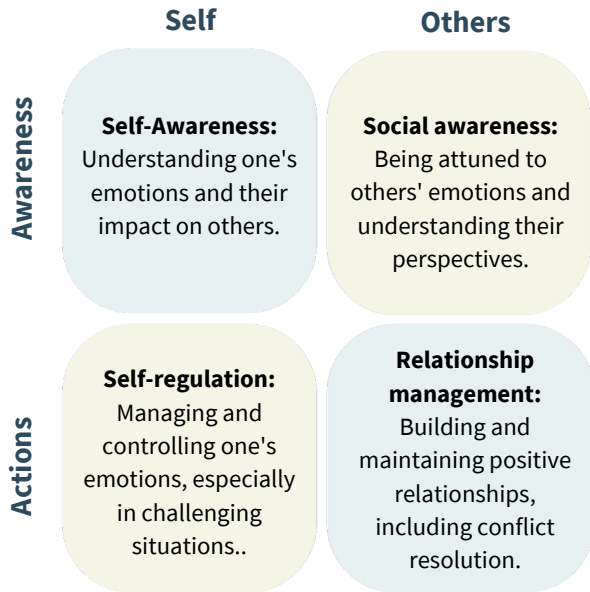 Self
Others
Awareness
Self-Awareness:
Understanding one's
emotions and their
impact on others.
Social awareness:
Being attuned to
others' emotions and
understanding their
perspectives.
Actions
Self-regulation:
Managing and
controlling one's
emotions, especially
in challenging
situations..
Relationship
management:
Building and
maintaining positive
relationships,
including conflict
resolution.